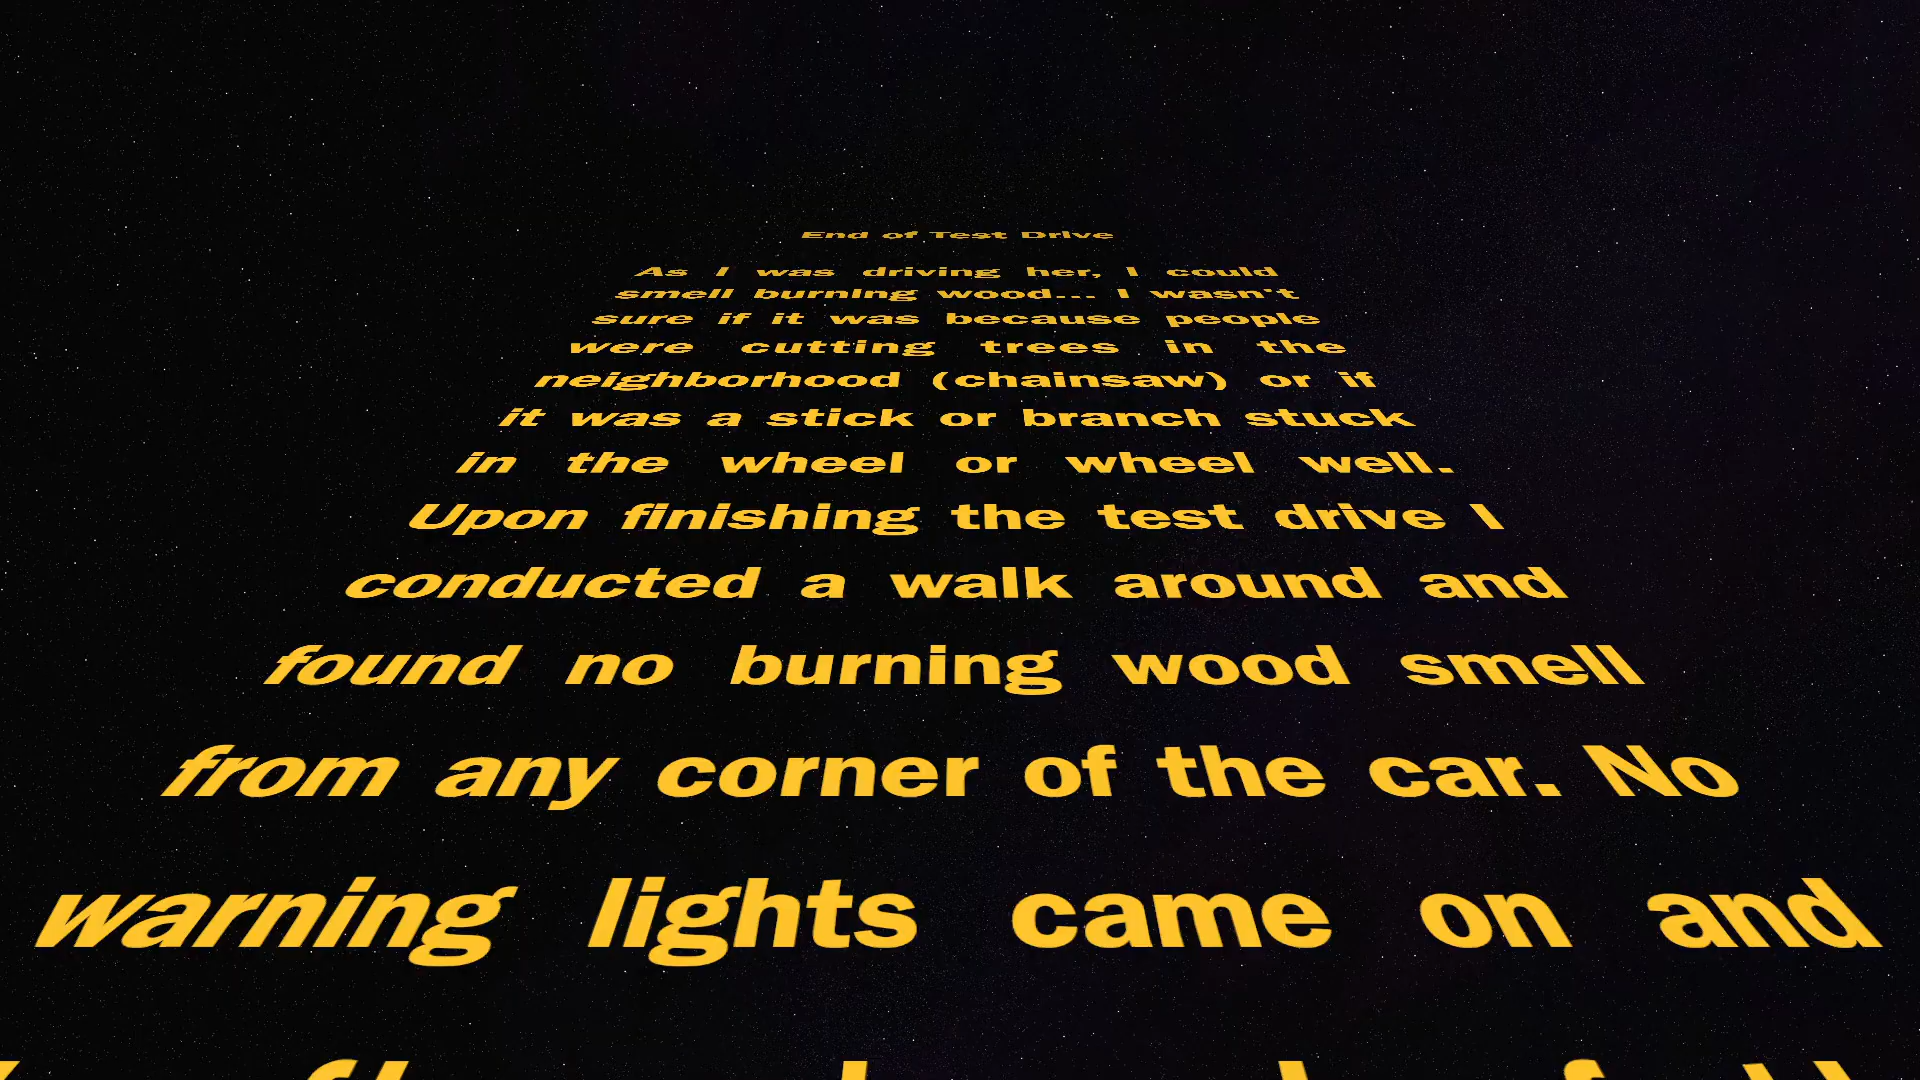 End of Test Drive
As I was driving her, I could
smell burning wood... I wasn't
sure if it was because people
were cutting trees in the
neighborhood (chainsaw) or if
it was a stick or branch stuck
in the wheel or wheel well.
Upon finishing the test drive I
conducted a walk around and
found no burning wood smell
from any corner of the car. No
warning lights came on and